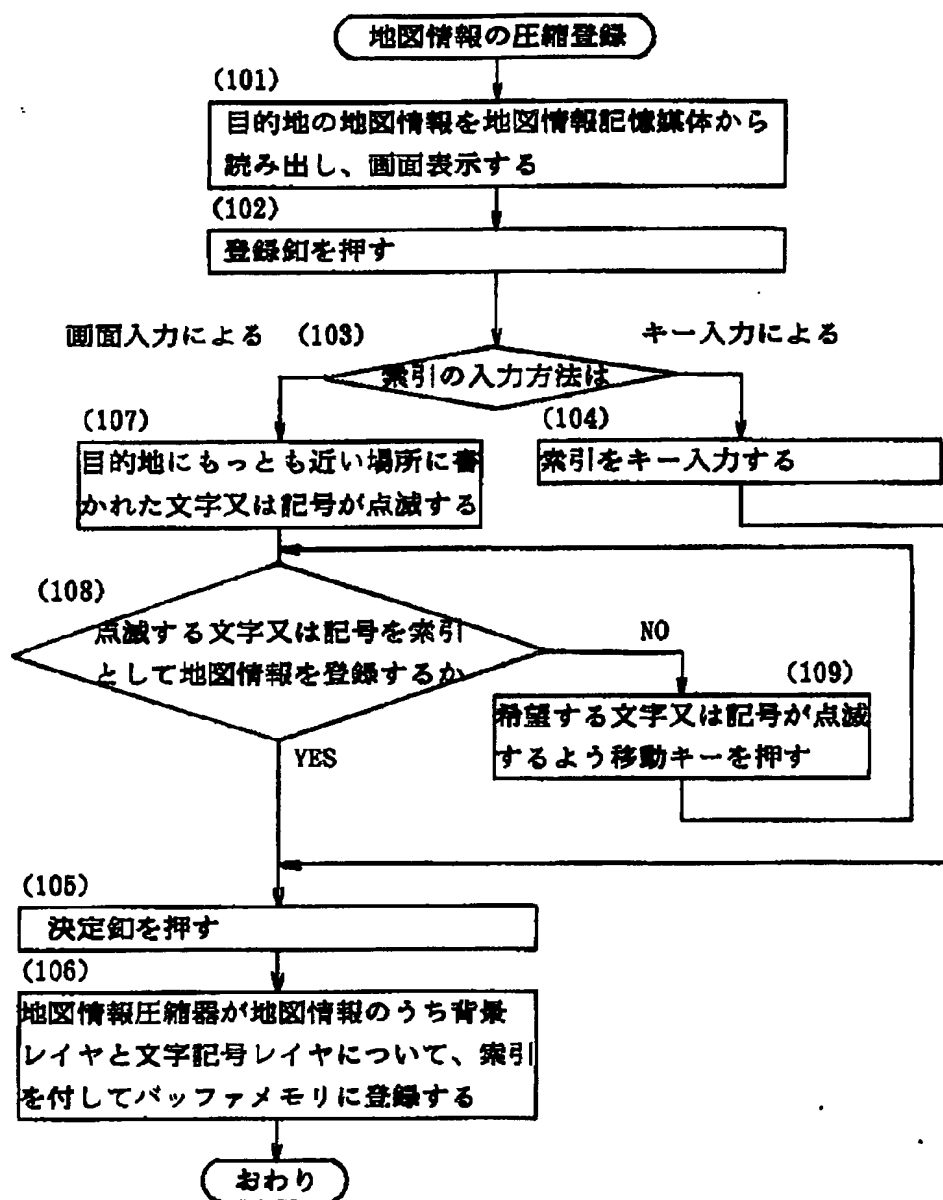 地図情報の圧縮登録
(101)
目的地の地図情報を地図情報記憶媒体から
読み出し、画面表示する
(102)
登録釦を押す
画面入力による
(103)
キー入力による
索引の入力方法は
(107)
(104)
目的地にもっとも近い場所に書
かれた文字又は記号が点滅する
索引をキー入力する
(108)
点滅する文字又は記号を索引
として地図情報を登録するか
NO
(109)
希望する文字又は記号が点滅
するよう移動キーを押す
YES
(105)
決定釦を押す
(106)
地図情報圧縮器が地図情報のうち背景
レイヤと文字記号レイヤについて、索引
を付してバッファメモリに登録する
おわり